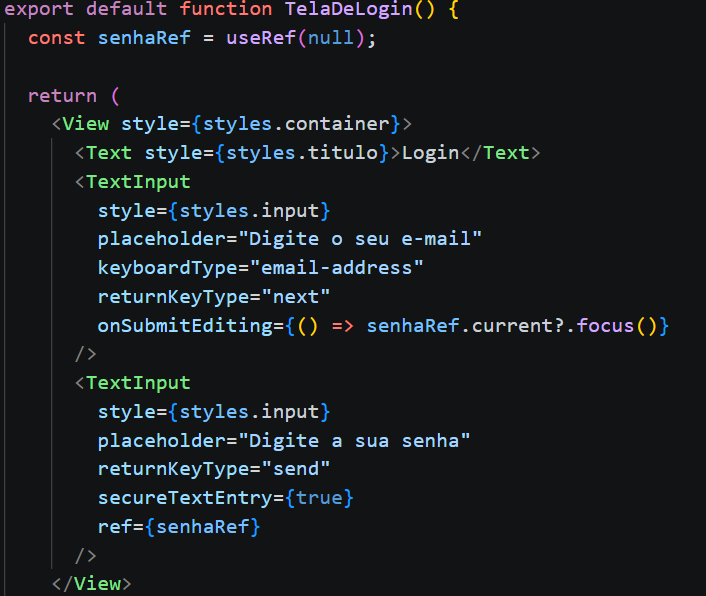 export default function TelaDeLogin() {
const senhaRef = useRef(null);
return (
<View style={styles.container}>
<Text style={styles.titulo}>Login</Text>
<TextInput
style={styles.input}
placeholder="Digite o seu e-mail"
keyboardType="email-address"
returnKeyType="next"
onSubmitEditing={() => senhaRef.current?.focus()}
/>
<TextInput
style={styles.input}
placeholder="Digite a sua senha"
returnKeyType="send"
secureTextEntry={true}
ref={senhaRef}
/>
</View>